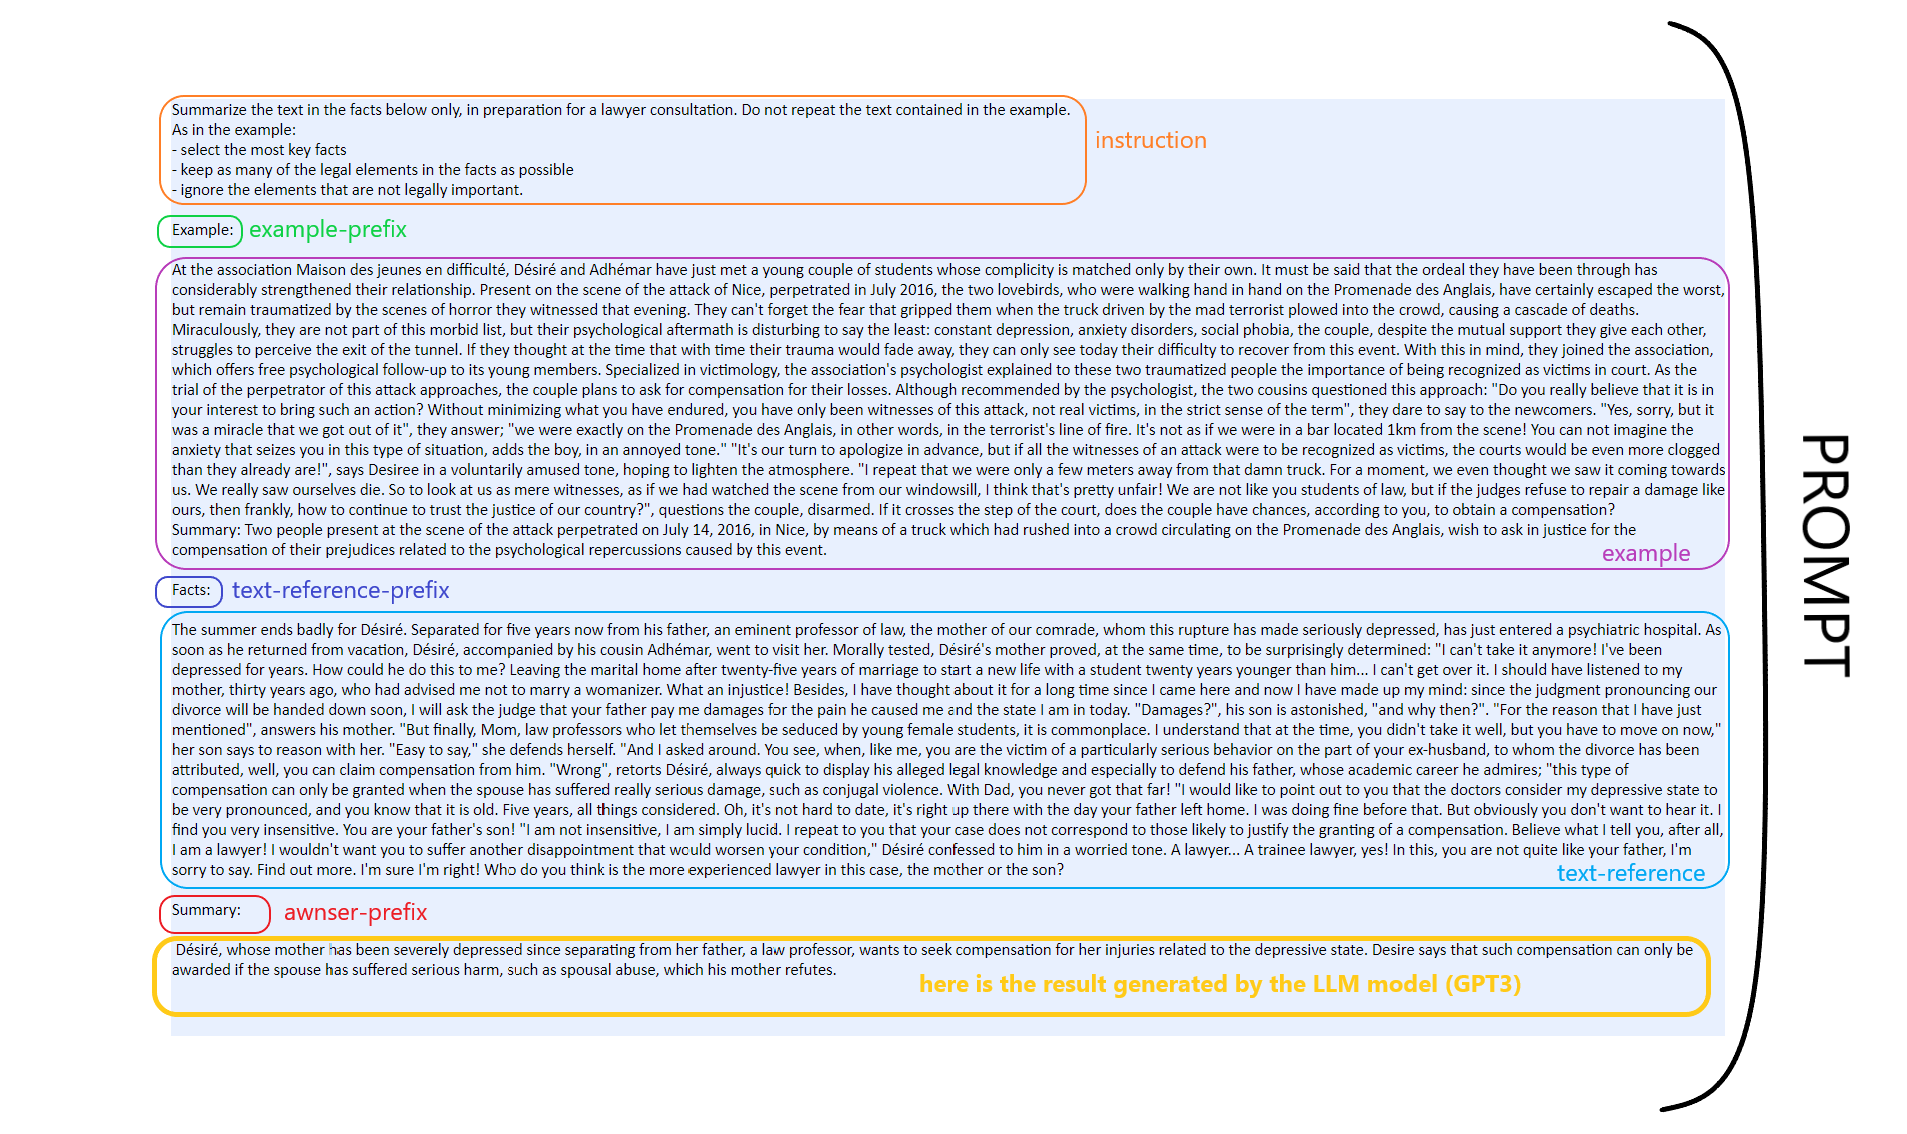 Summarize the text in the facts below only, in preparation for a lawyer consultation. Do not repeat the text contained in the example.
As in the example:
- select the most key facts
- keep as many of the legal elements in the facts as possible
- ignore the elements that are not legally important.
instruction
Example:
example-prefix
At the association Maison des jeunes en difficulté, Désiré and Adhémar have just met a young couple of students whose complicity is matched only by their own. It must be said that the ordeal they have been through has
considerably strengthened their relationship. Present on the scene of the attack of Nice, perpetrated in July 2016, the two lovebirds, who were walking hand in hand on the Promenade des Anglais, have certainly escaped the worst,
but remain traumatized by the scenes of horror they witnessed that evening. They can't forget the fear that gripped them when the truck driven by the mad terrorist plowed into the crowd, causing a cascade of deaths.
Miraculously, they are not part of this morbid list, but their psychological aftermath is disturbing to say the least: constant depression, anxiety disorders, social phobia, the couple, despite the mutual support they give each other,
struggles to perceive the exit of the tunnel. If they thought at the time that with time their trauma would fade away, they can only see today their difficulty to recover from this event. With this in mind, they joined the association,
which offers free psychological follow-up to its young members. Specialized in victimology, the association's psychologist explained to these two traumatized people the importance of being recognized as victims in court. As the
trial of the perpetrator of this attack approaches, the couple plans to ask for compensation for their losses. Although recommended by the psychologist, the two cousins questioned this approach: "Do you really believe that it is in
your interest to bring such an action? Without minimizing what you have endured, you have only been witnesses of this attack, not real victims, in the strict sense of the term", they dare to say to the newcomers. "Yes, sorry, but it
was a miracle that we got out of it", they answer; "we were exactly on the Promenade des Anglais, in other words, in the terrorist's line of fire. It's not as if we were in a bar located 1km from the scene! You can not imagine the
anxiety that seizes you in this type of situation, adds the boy, in an annoyed tone." "It's our turn to apologize in advance, but if all the witnesses of an attack were to be recognized as victims, the courts would be even more clogged
than they already are!", says Desiree in a voluntarily amused tone, hoping to lighten the atmosphere. "I repeat that we were only a few meters away from that damn truck. For a moment, we even thought we saw it coming towards
us. We really saw ourselves die. So to look at us as mere witnesses, as if we had watched the scene from our windowsill, I think that's pretty unfair! We are not like you students of law, but if the judges refuse to repair a damage like
ours, then frankly, how to continue to trust the justice of our country?", questions the couple, disarmed. If it crosses the step of the court, does the couple have chances, according to you, to obtain a compensation?
Summary: Two people present at the scene of the attack perpetrated on July 14, 2016, in Nice, by means of a truck which had rushed into a crowd circulating on the Promenade des Anglais, wish to ask in justice for the
compensation of their prejudices related to the psychological repercussions caused by this event.
example
Facts:
text-reference-prefix
The summer ends badly for Désiré. Separated for five years now from his father, an eminent professor of law, the mother of our comrade, whom this rupture has made seriously depressed, has just entered a psychiatric hospital. As
soon as he returned from vacation, Désiré, accompanied by his cousin Adhémar, went to visit her. Morally tested, Désiré's mother proved, at the same time, to be surprisingly determined: "I can't take it anymore! I've been
depressed for years. How could he do this to me? Leaving the marital home after twenty-five years of marriage to start a new life with a student twenty years younger than him... I can't get over it. I should have listened to my
mother, thirty years ago, who had advised me not to marry a womanizer. What an injustice! Besides, I have thought about it for a long time since I came here and now I have made up my mind: since the judgment pronouncing our
divorce will be handed down soon, I will ask the judge that your father pay me damages for the pain he caused me and the state I am in today. "Damages?", his son is astonished, "and why then?". "For the reason that I have just
mentioned", answers his mother. "But finally, Mom, law professors who let themselves be seduced by young female students, it is commonplace. I understand that at the time, you didn't take it well, but you have to move on now,"
her son says to reason with her. "Easy to say," she defends herself. "And I asked around. You see, when, like me, you are the victim of a particularly serious behavior on the part of your ex-husband, to whom the divorce has been
attributed, well, you can claim compensation from him. "Wrong", retorts Désiré, always quick to display his alleged legal knowledge and especially to defend his father, whose academic career he admires; "this type of
compensation can only be granted when the spouse has suffered really serious damage, such as conjugal violence. With Dad, you never got that far! "I would like to point out to you that the doctors consider my depressive state to
be very pronounced, and you know that it is old. Five years, all things considered. Oh, it's not hard to date, it's right up there with the day your father left home. I was doing fine before that. But obviously you don't want to hear it. I
find you very insensitive. You are your father's son! "I am not insensitive, I am simply lucid. I repeat to you that your case does not correspond to those likely to justify the granting of a compensation. Believe what I tell you, after all,
I am a lawyer! I wouldn't want you to suffer another disappointment that would worsen your condition," Désiré confessed to him in a worried tone. A lawyer... A trainee lawyer, yes! In this, you are not quite like your father, I'm
sorry to say. Find out more. I'm sure I'm right! Who do you think is the more experienced lawyer in this case, the mother or the son?
text-reference
Summary:
awnser-prefix
Désiré, whose mother has been severely depressed since separating from her father, a law professor, wants to seek compensation for her injuries related to the depressive state. Desire says that such compensation can only be
awarded if the spouse has suffered serious harm, such as spousal abuse, which his mother refutes.
here is the result generated by the LLM model (GPT3)
PROMPT